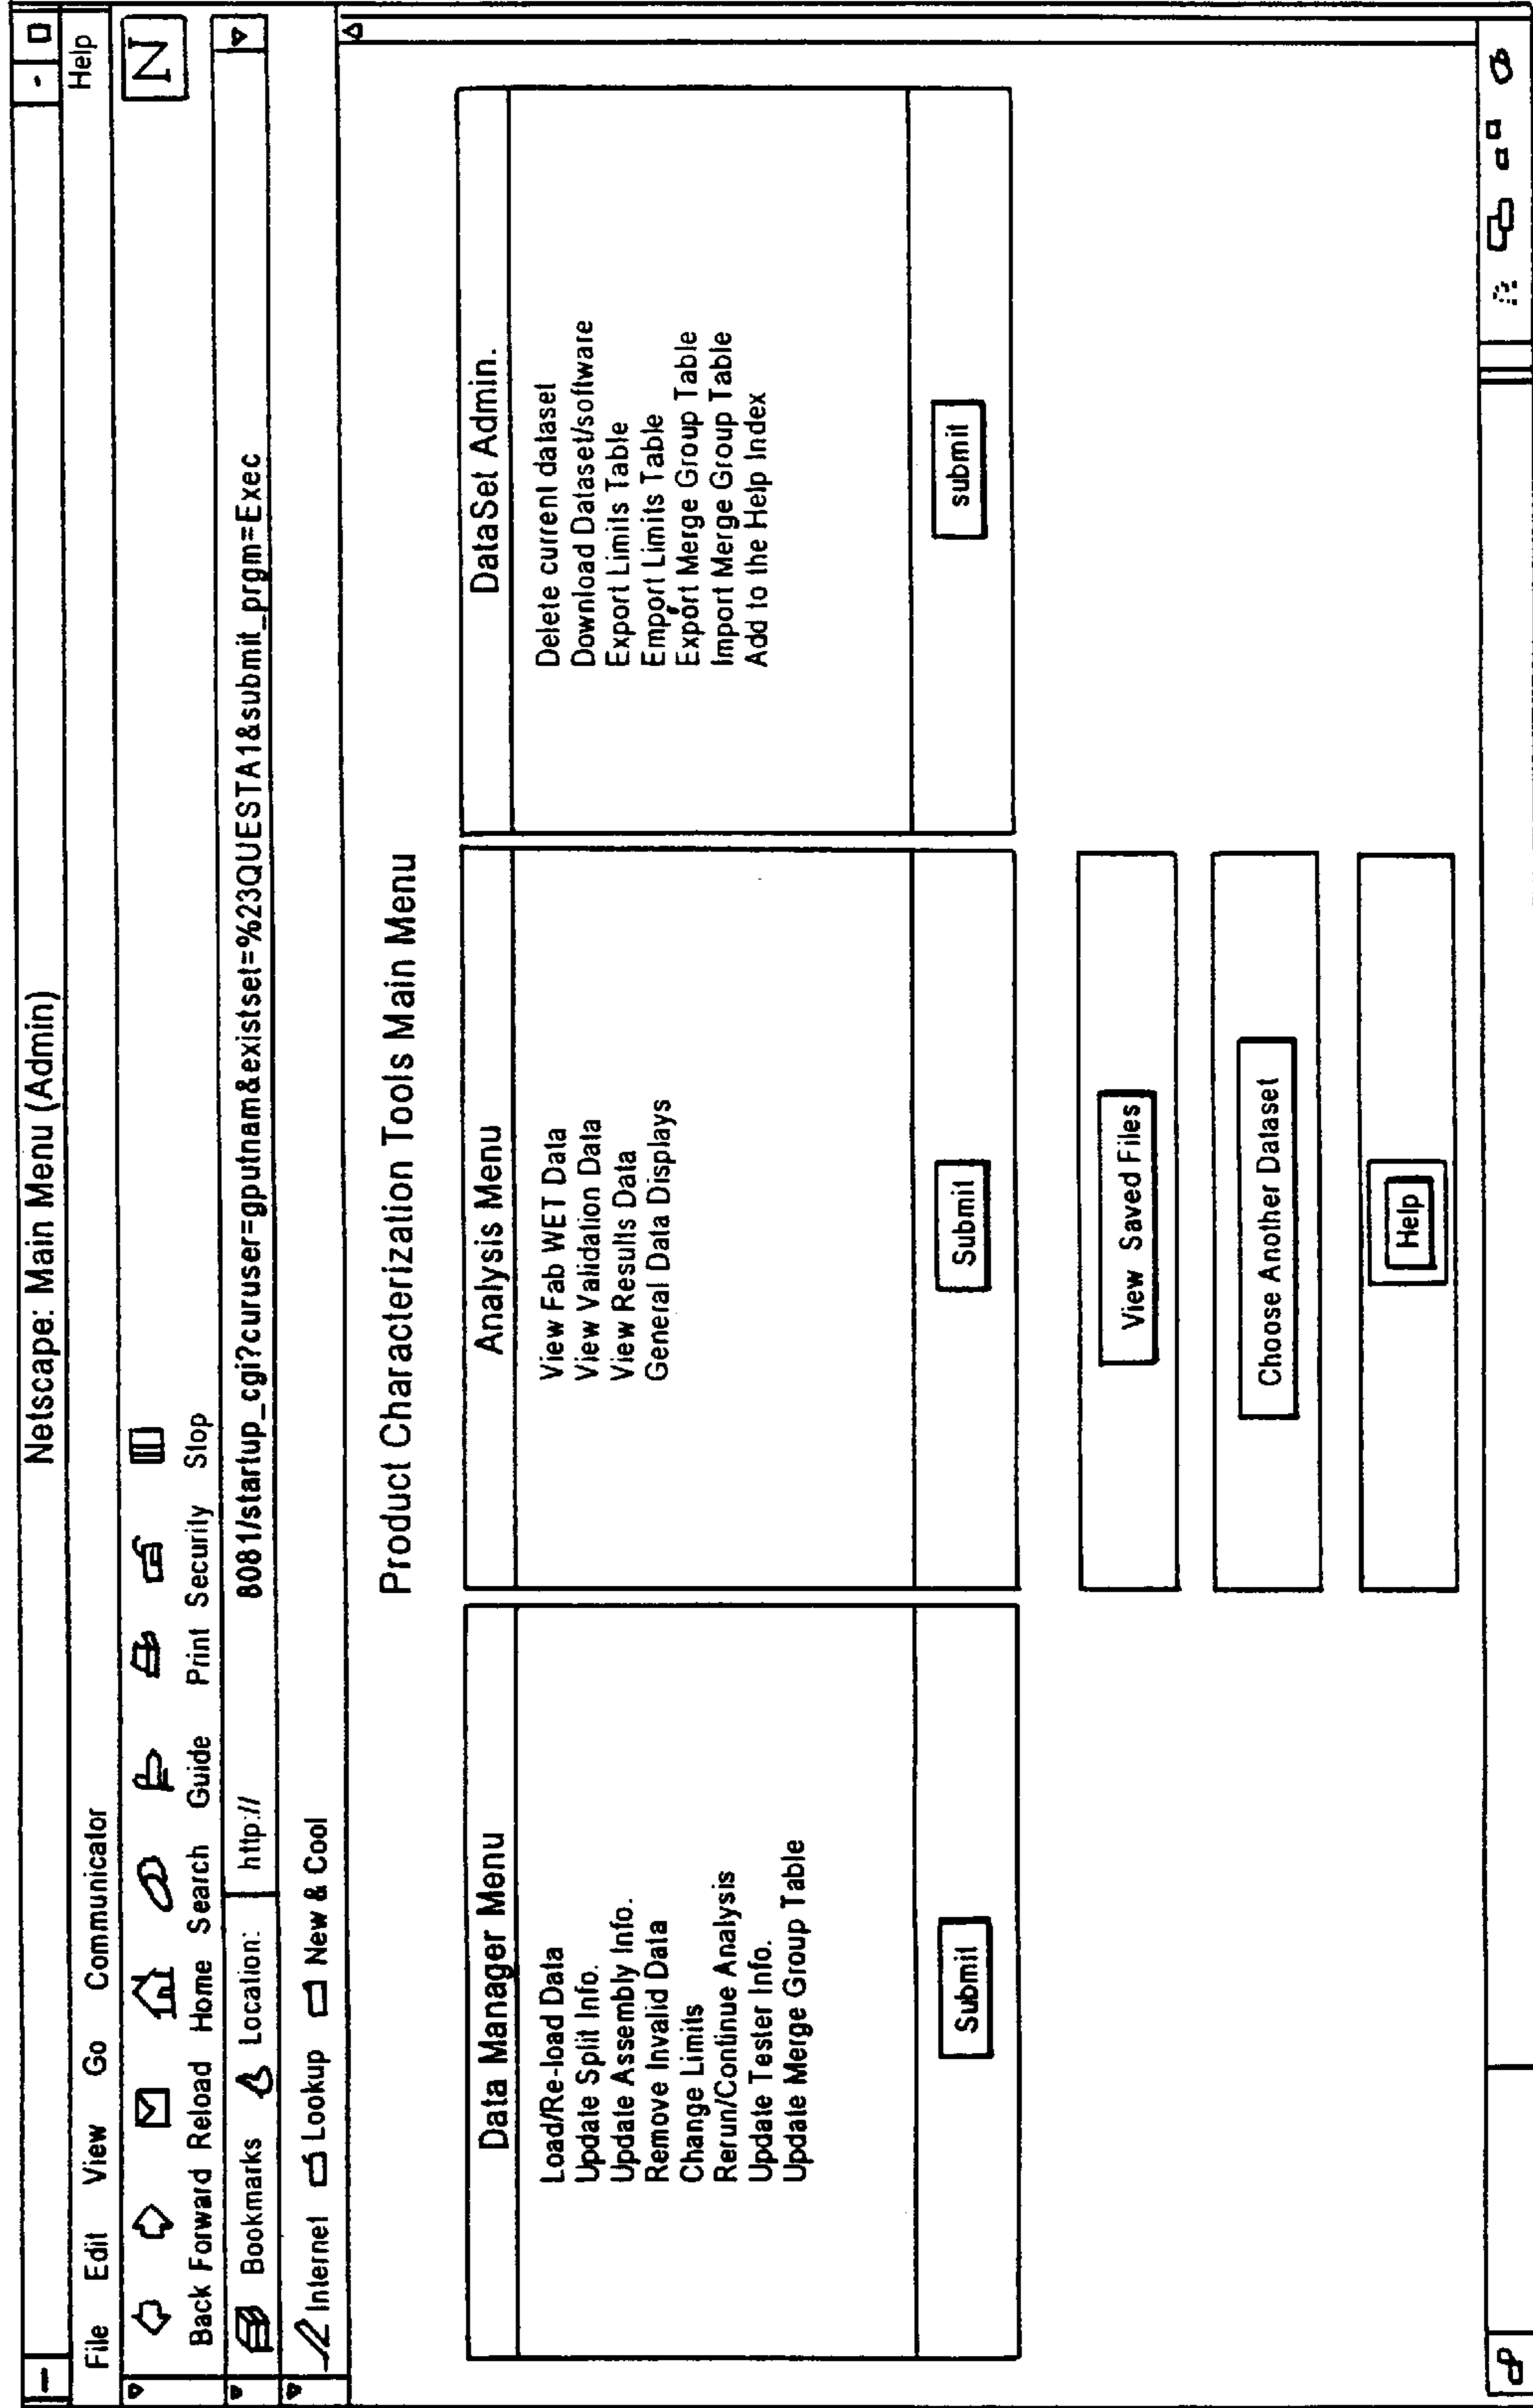 Netscape: Main Menu (Admin)
File Edit View Go Communicator Help
N
Back Forward Reload Home Search Guide Print Security Stop
Bookmarks Location: http:// 8081/startup_cgi?curuser=gputnam&existset=%23QUESTA1&submit_prgm=Exec
Internet Lookup New & Cool
Product Characterization Tools Main Menu
Data Manager Menu
Load/Re-load Data
Update Split Info.
Update Assembly Info.
Remove Invalid Data
Change Limits
Rerun/Continue Analysis
Update Tester Info.
Update Merge Group Table
Submit
Analysis Menu
View Fab WET Data
View Validation Data
View Results Data
General Data Displays
Submit
DataSet Admin.
Delete current dataset
Download Dataset/software
Export Limits Table
Emport Limits Table
Export Merge Group Table
Import Merge Group Table
Add to the Help Index
submit
View Saved Files
Choose Another Dataset
Help